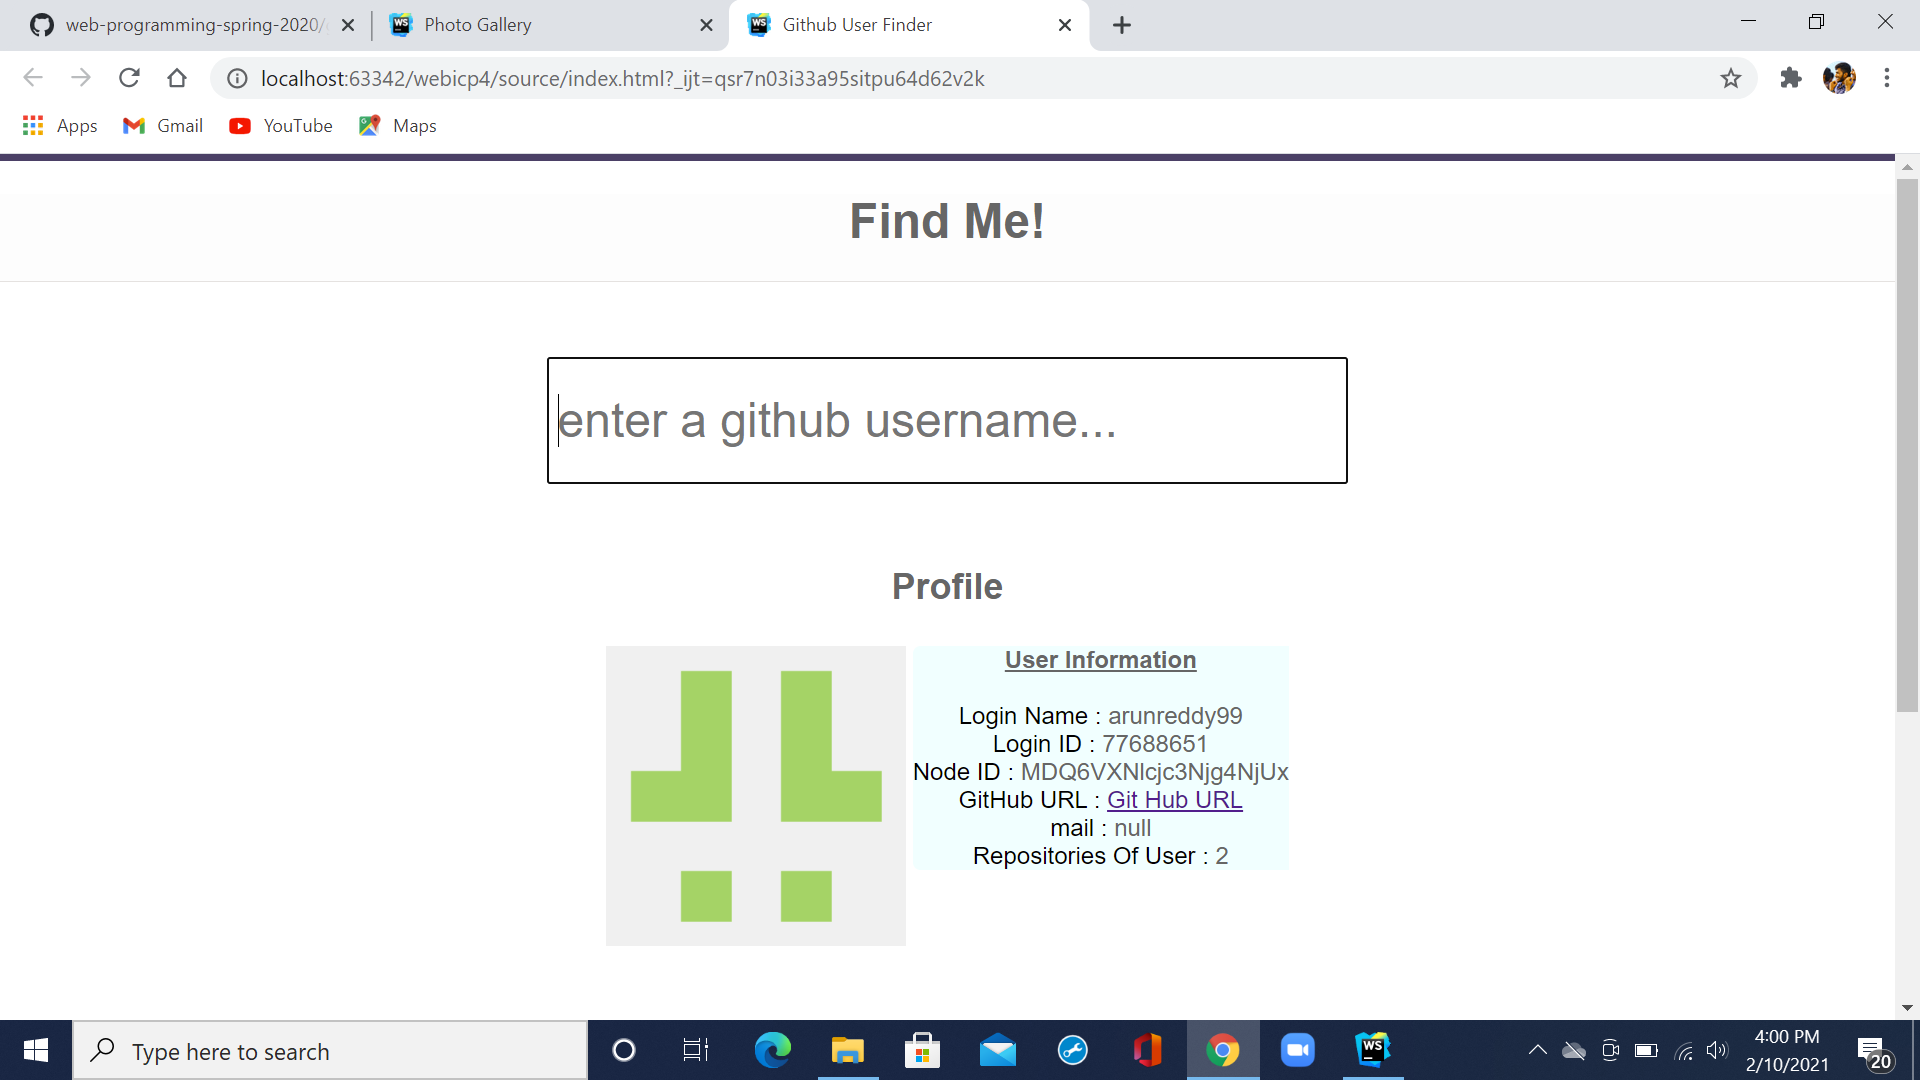 web-programming-spring-2020/
Photo Gallery
Github User Finder
localhost:63342/webicp4/source/index.html?_ijt=qsr7n03i33a95sitpu64d62v2k
Apps
Gmail
YouTube
Maps
Find Me!
enter a github username...
Profile
User Information
Login Name : arunreddy99
Login ID : 77688651
Node ID : MDQ6VXNlcjc3Njg4NjUx
GitHub URL : Git Hub URL
mail : null
Repositories Of User : 2
Type here to search
WS
4:00 PM
2/10/2021
20